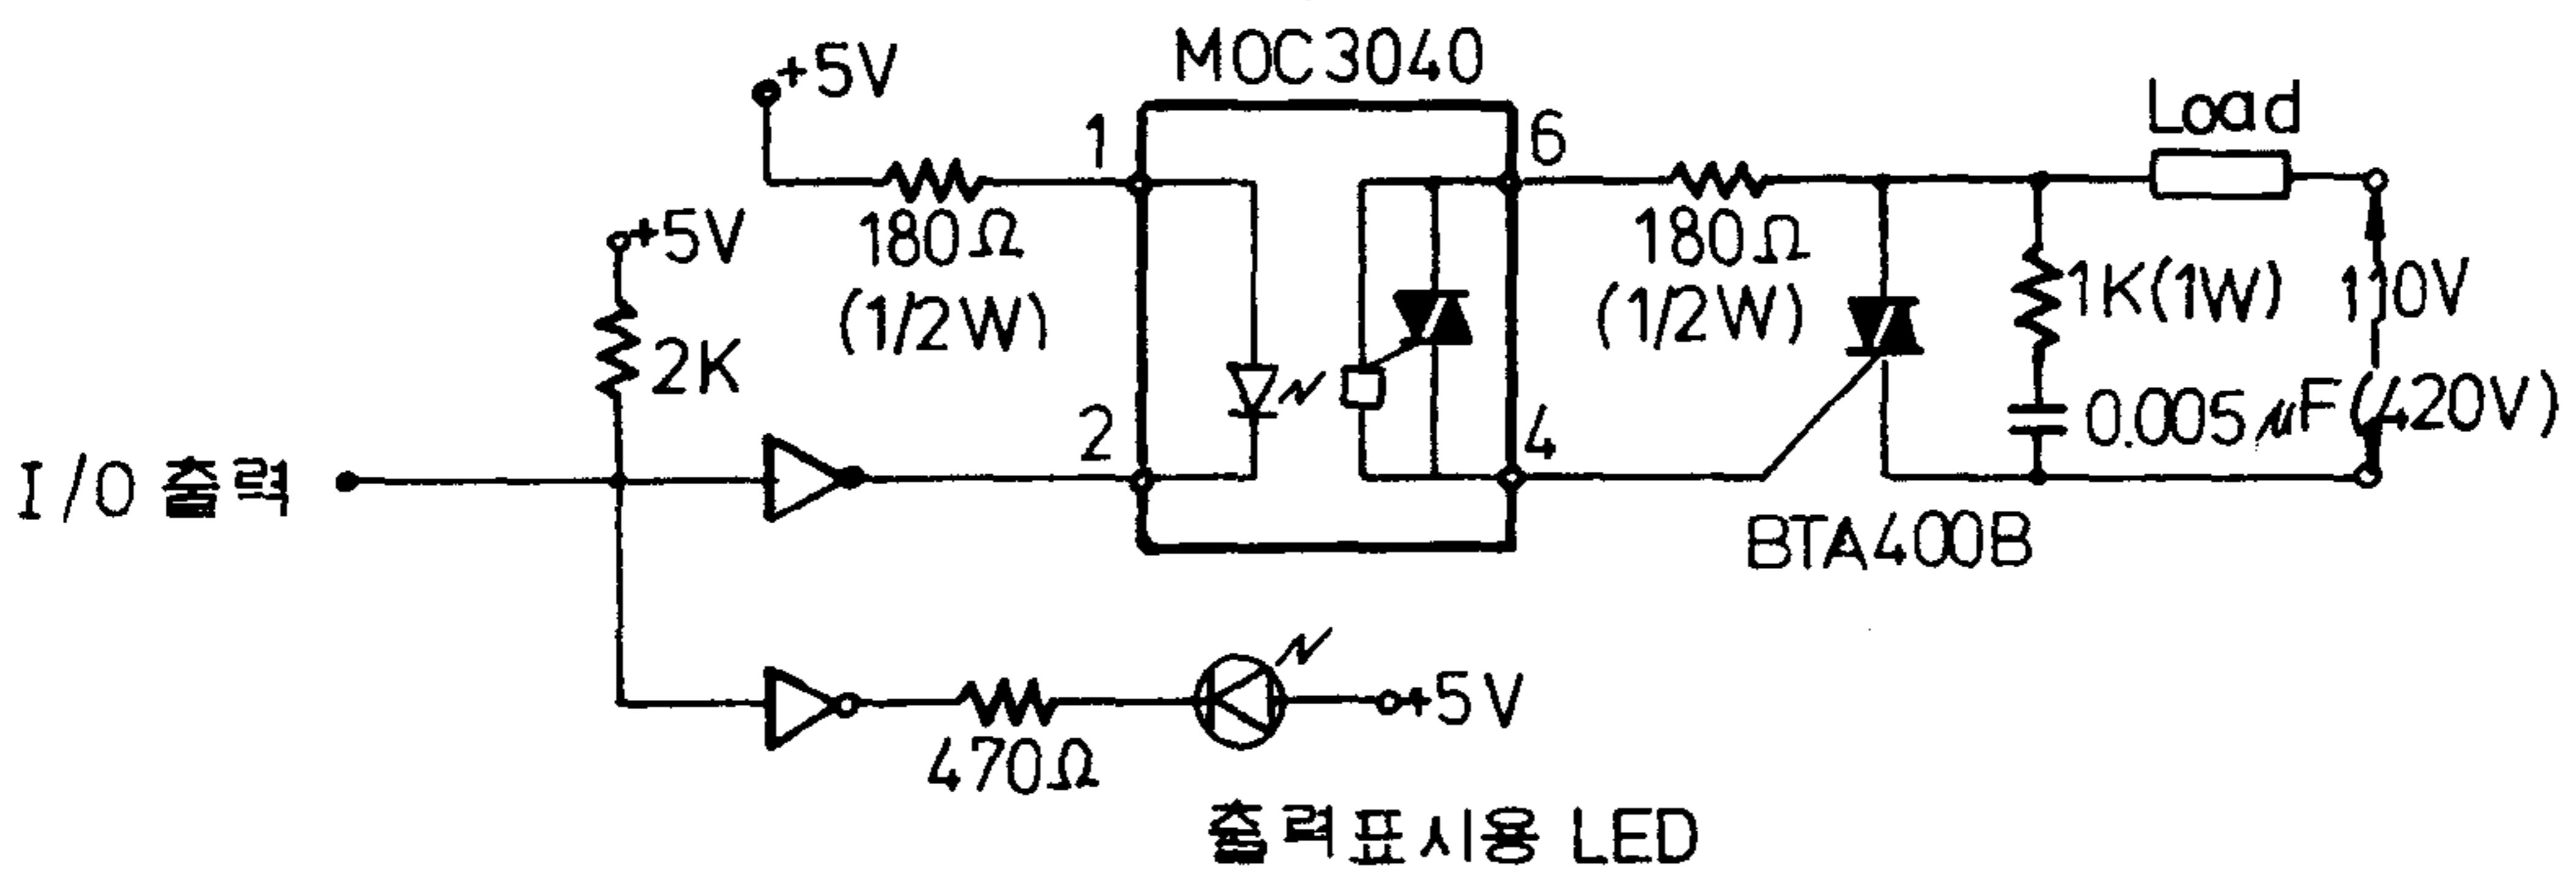 MOC3040
+5V
1
6
Load
180Ω
(1/2W)
180Ω
(1/2W)
+5V
2K
1K(1W)
110V
0.005μF(420V)
2
4
I/O 출력
BTA400B
470Ω
+5V
출력표시용 LED